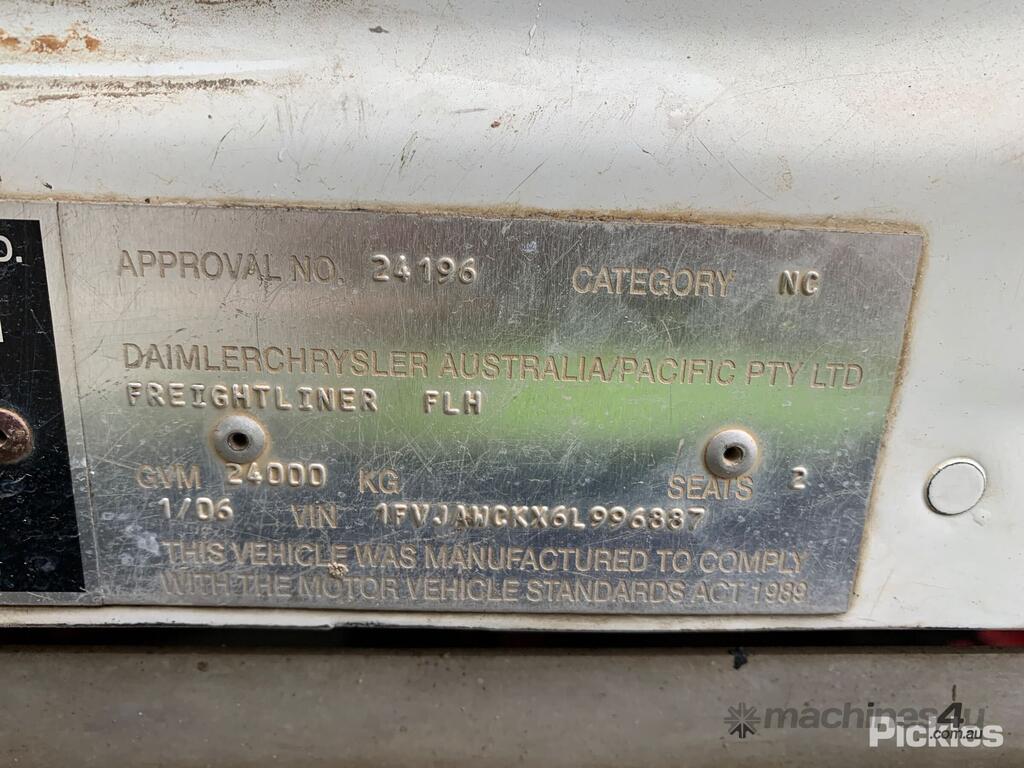 D.
APPROVAL NO. 24196 CATEGORY NC
DAIMLERCHRYSLER AUSTRALIA/PACIFIC PTY LTD
FREIGHTLINER FLH
GVM 24000 KG SEATS 2
1/06 VIN 1FVJAHCKX6L996887
THIS VEHICLE WAS MANUFACTURED TO COMPLY
WITH THE MOTOR VEHICLE STANDARDS ACT 1989
machines4u
.com.au
Pickles